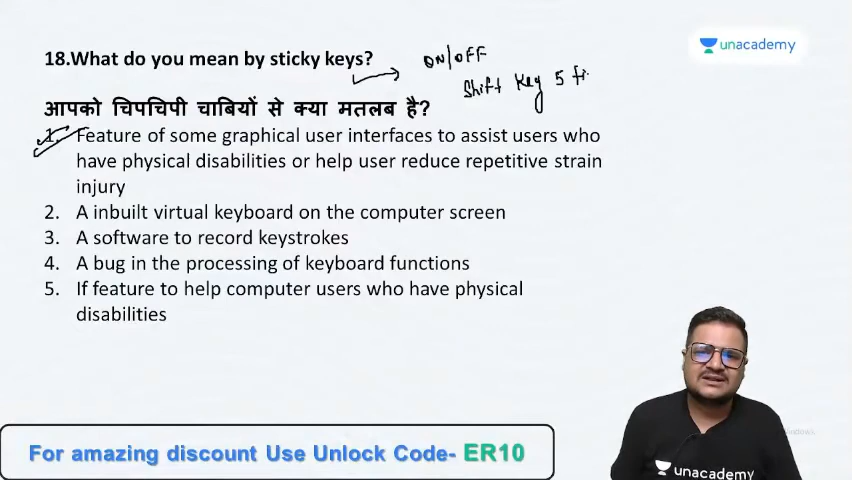 18.What do you mean by sticky keys?
ON/OFF
Shift Key 5
unacademy
आपको चिपचिपी चाबियों से क्या मतलब है?
1. Feature of some graphical user interfaces to assist users who
have physical disabilities or help user reduce repetitive strain
injury
2. A inbuilt virtual keyboard on the computer screen
3. A software to record keystrokes
4. A bug in the processing of keyboard functions
5. If feature to help computer users who have physical
disabilities
For amazing discount Use Unlock Code- ER10
unacademy